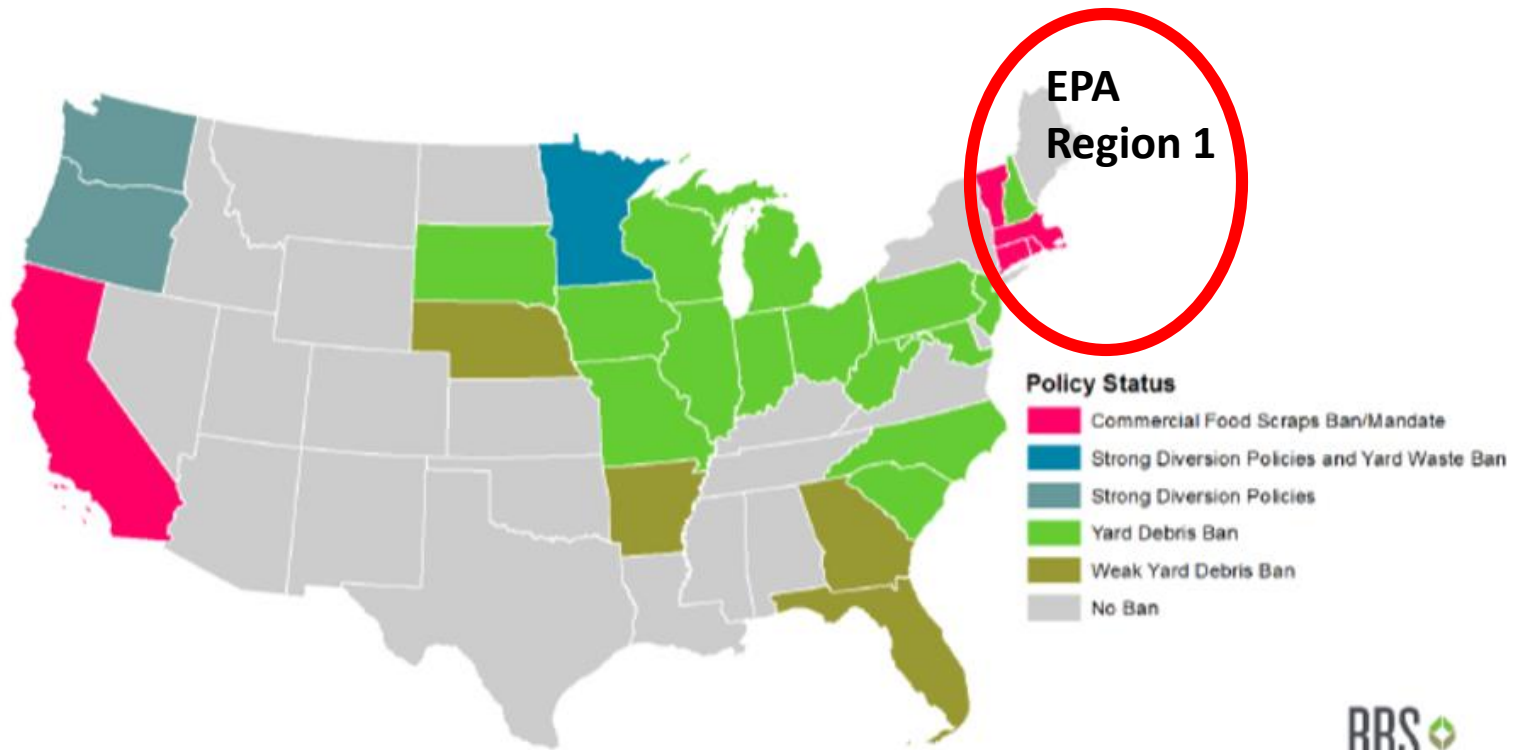 EPA
Region 1
Policy Status
Commercial Food Scraps Ban/Mandate
Strong Diversion Policies and Yard Waste Ban
Strong Diversion Policies
Yard Debris Ban
Weak Yard Debris Ban
No Ban
RRS